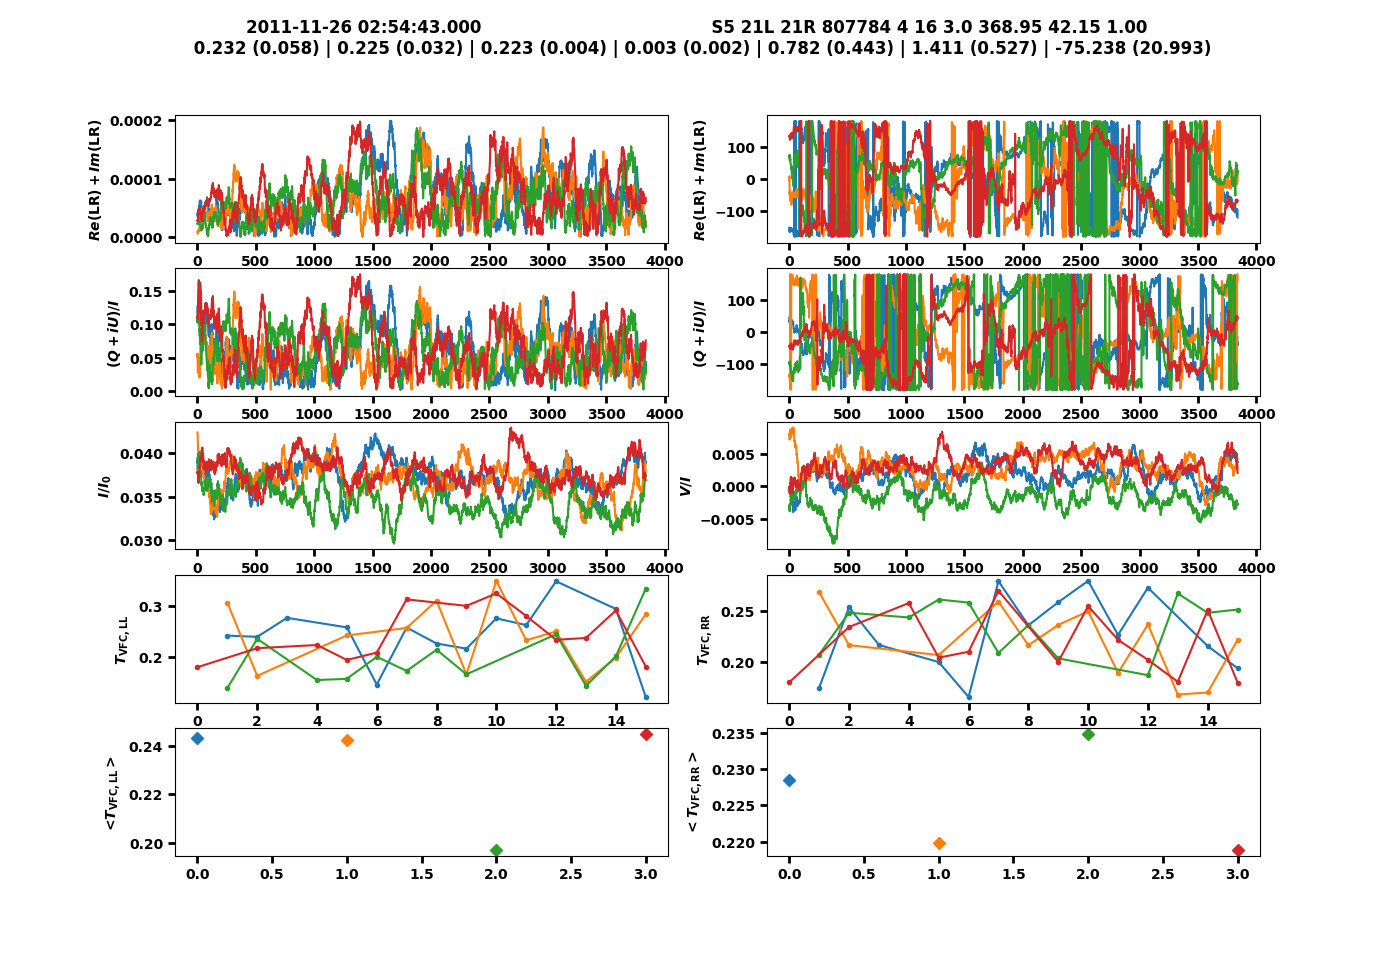 2011-11-26 02:54:43.000 S5 21L 21R 807784 4 16 3.0 368.95 42.15 1.00
0.232 (0.058) | 0.225 (0.032) | 0.223 (0.004) | 0.003 (0.002) | 0.782 (0.443) | 1.411 (0.527) | -75.238 (20.993)
Re(LR) + Im(LR)
0.0002
0.0001
0.0000
0 500 1000 1500 2000 2500 3000 3500 4000
Re(LR) + Im(LR)
100
0
−100
0 500 1000 1500 2000 2500 3000 3500 4000
(Q + iU)/I
0.15
0.10
0.05
0.00
0 500 1000 1500 2000 2500 3000 3500 4000
(Q + iU)/I
100
0
−100
0 500 1000 1500 2000 2500 3000 3500 4000
I/I0
0.040
0.035
0.030
0 500 1000 1500 2000 2500 3000 3500 4000
V/I
0.005
0.000
−0.005
0 500 1000 1500 2000 2500 3000 3500 4000
TVFC, LL
0.3
0.2
0 2 4 6 8 10 12 14
TVFC, RR
0.25
0.20
0 2 4 6 8 10 12 14
<TVFC, LL >
0.24
0.22
0.20
0.0 0.5 1.0 1.5 2.0 2.5 3.0
< TVFC, RR >
0.235
0.230
0.225
0.220
0.0 0.5 1.0 1.5 2.0 2.5 3.0